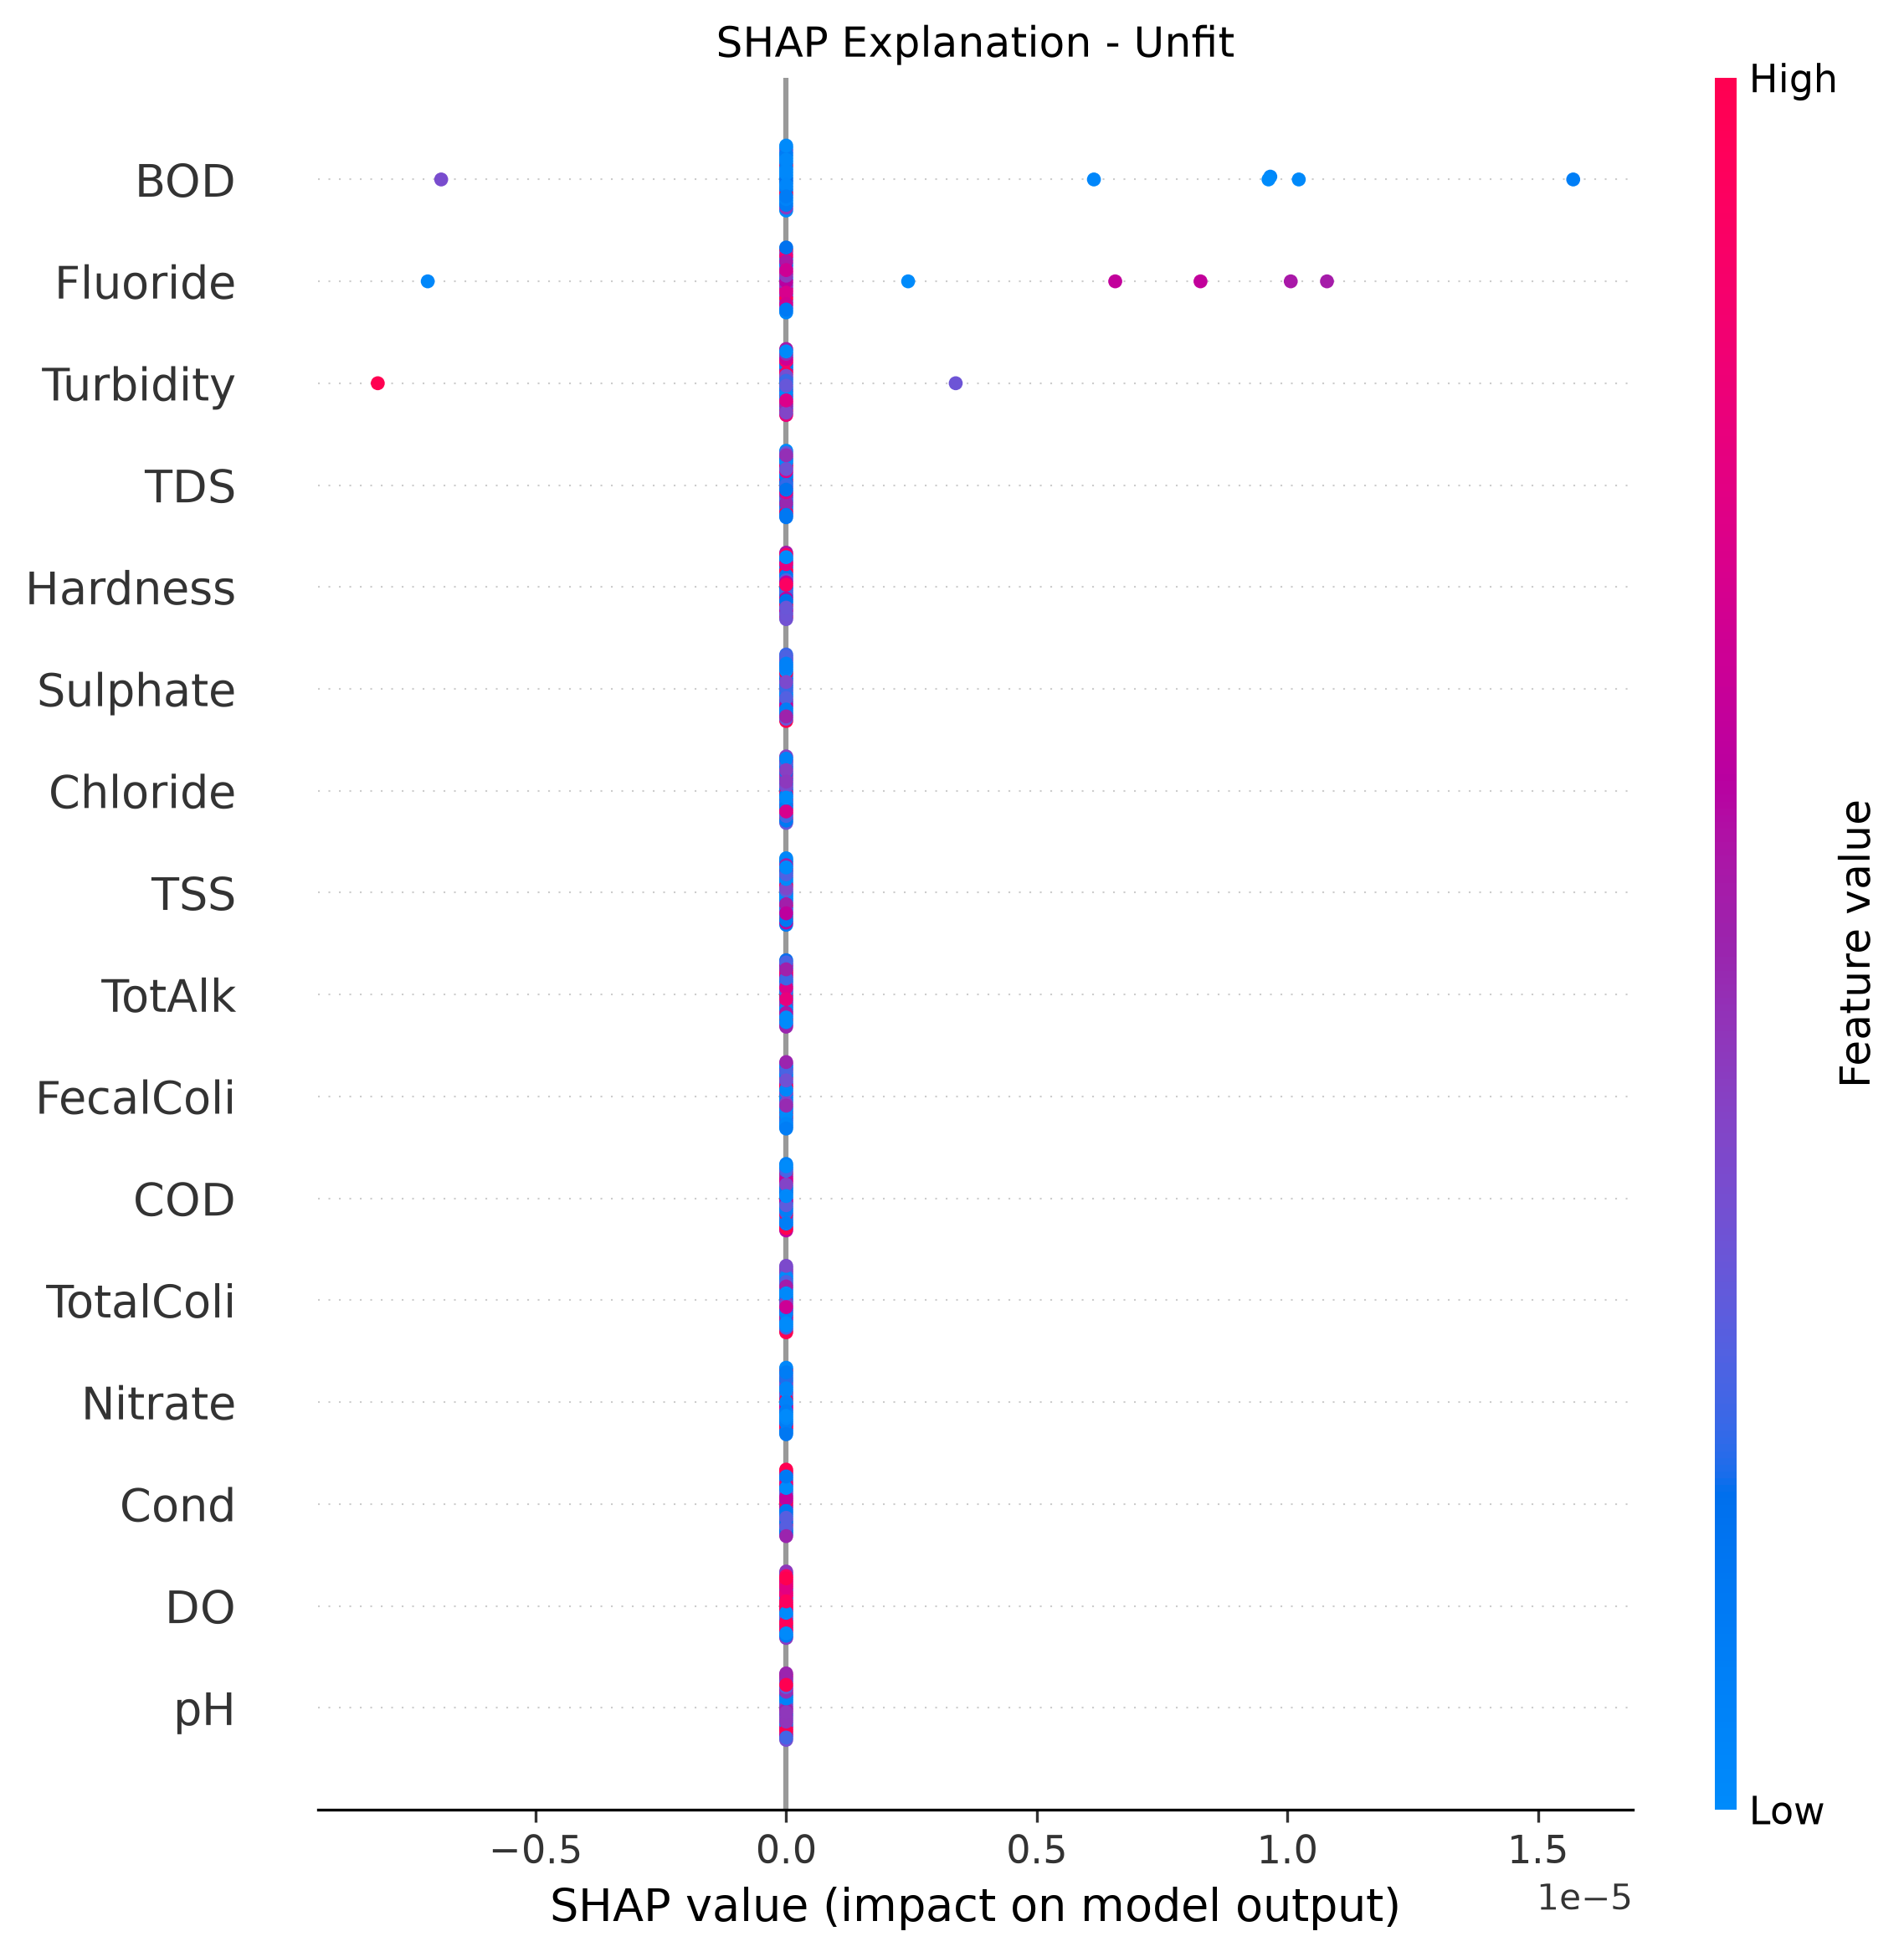 SHAP Explanation - Unfit
High
BOD
Fluoride
Turbidity
TDS
Hardness
Sulphate
Chloride
TSS
TotAlk
FecalColi
COD
TotalColi
Nitrate
Cond
DO
pH
Feature value
Low
−0.5 0.0 0.5 1.0 1.5
1e−5
SHAP value (impact on model output)